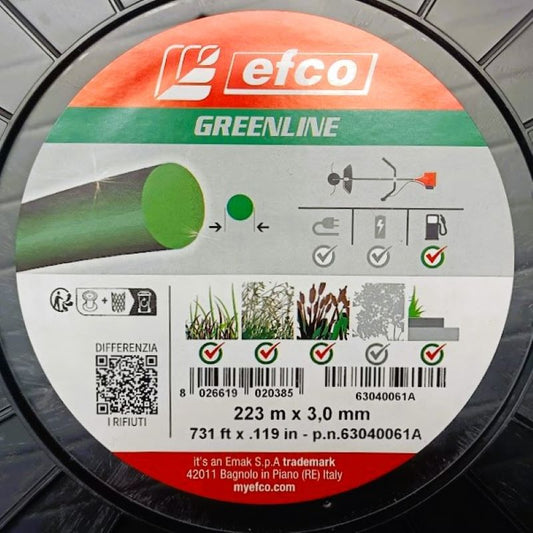 efco
GREENLINE
DIFFERENZIA
I RIFIUTI
8 026619 020385
63040061A
223 m x 3,0 mm
731 ft x .119 in - p.n.63040061A
it's an Emak S.p.A trademark
42011 Bagnolo in Piano (RE) Italy
myefco.com